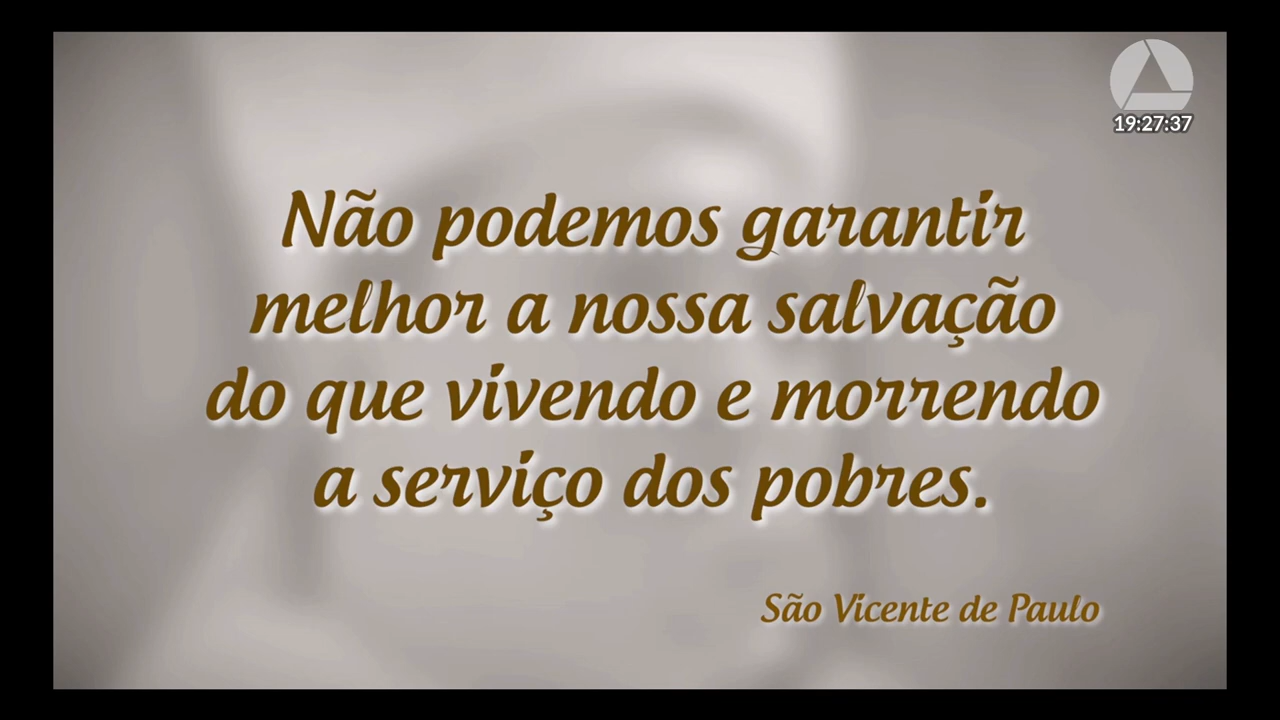 19:27:37
Não podemos garantir
melhor a nossa salvação
do que vivendo e morrendo
a serviço dos pobres.
São Vicente de Paulo